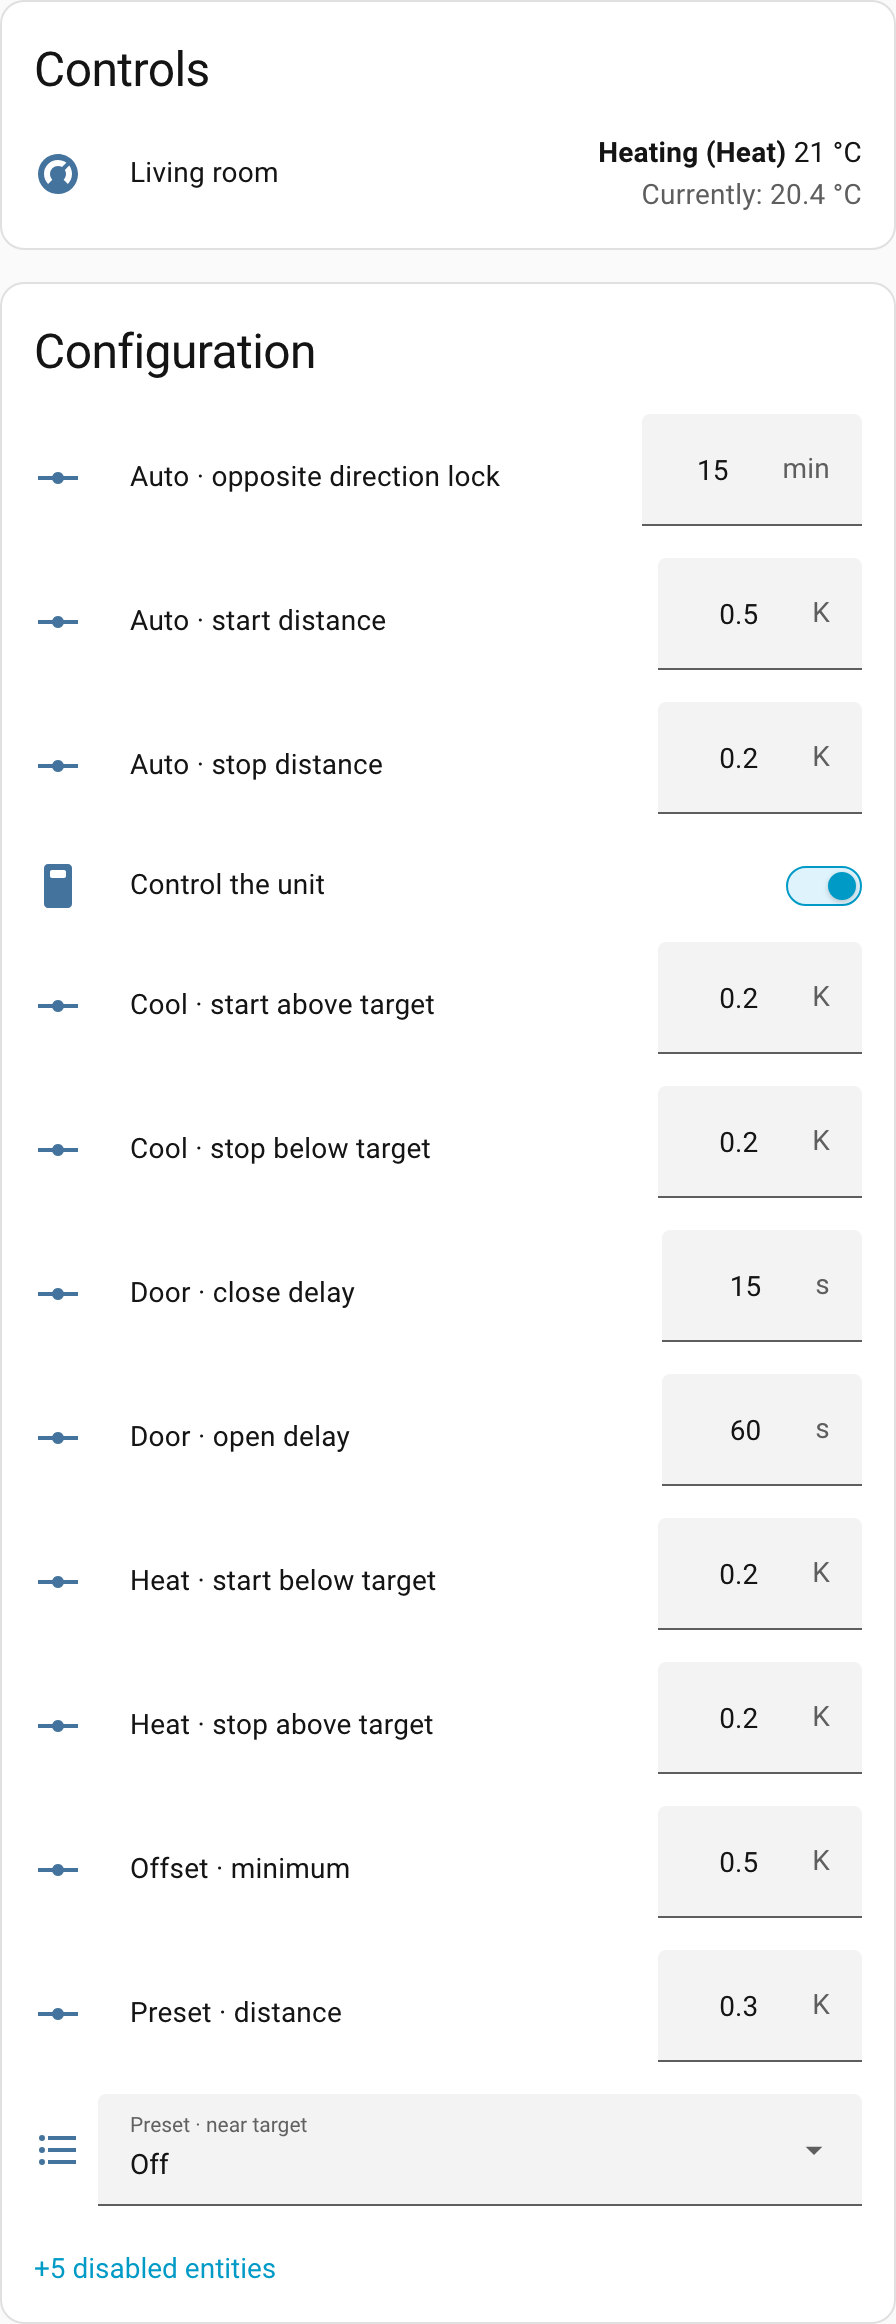 Controls
Living room
Heating (Heat) 21 °C
Currently: 20.4 °C
Configuration
Auto · opposite direction lock 15 min
Auto · start distance 0.5 K
Auto · stop distance 0.2 K
Control the unit
Cool · start above target 0.2 K
Cool · stop below target 0.2 K
Door · close delay 15 s
Door · open delay 60 s
Heat · start below target 0.2 K
Heat · stop above target 0.2 K
Offset · minimum 0.5 K
Preset · distance 0.3 K
Preset · near target
Off
+5 disabled entities